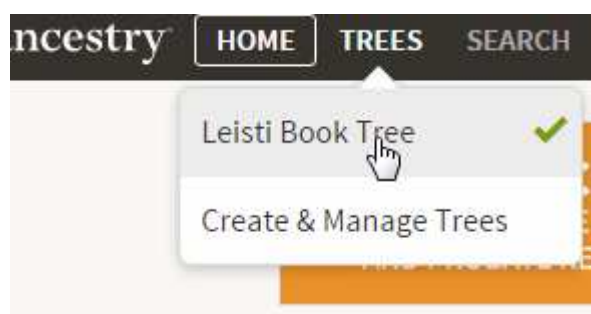 ncestry HOME TREES SEARCH
Leisti Book Tree
Create & Manage Trees